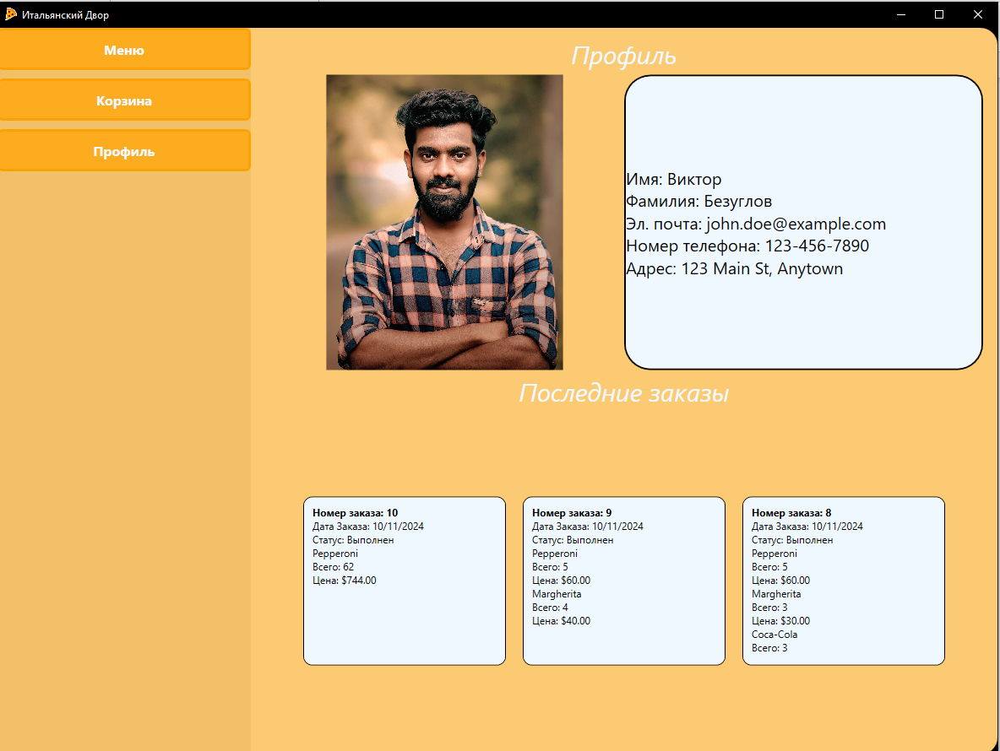 Итальянский Двор
Меню
Корзина
Профиль
Профиль
Имя: Виктор
Фамилия: Безуглов
Эл. почта: john.doe@example.com
Номер телефона: 123-456-7890
Адрес: 123 Main St, Anytown
Последние заказы
Номер заказа: 10
Дата Заказа: 10/11/2024
Статус: Выполнен
Pepperoni
Всего: 62
Цена: $744.00
Номер заказа: 9
Дата Заказа: 10/11/2024
Статус: Выполнен
Pepperoni
Всего: 5
Цена: $60.00
Margherita
Всего: 4
Цена: $40.00
Номер заказа: 8
Дата Заказа: 10/11/2024
Статус: Выполнен
Pepperoni
Всего: 5
Цена: $60.00
Margherita
Всего: 3
Цена: $30.00
Coca-Cola
Всего: 3